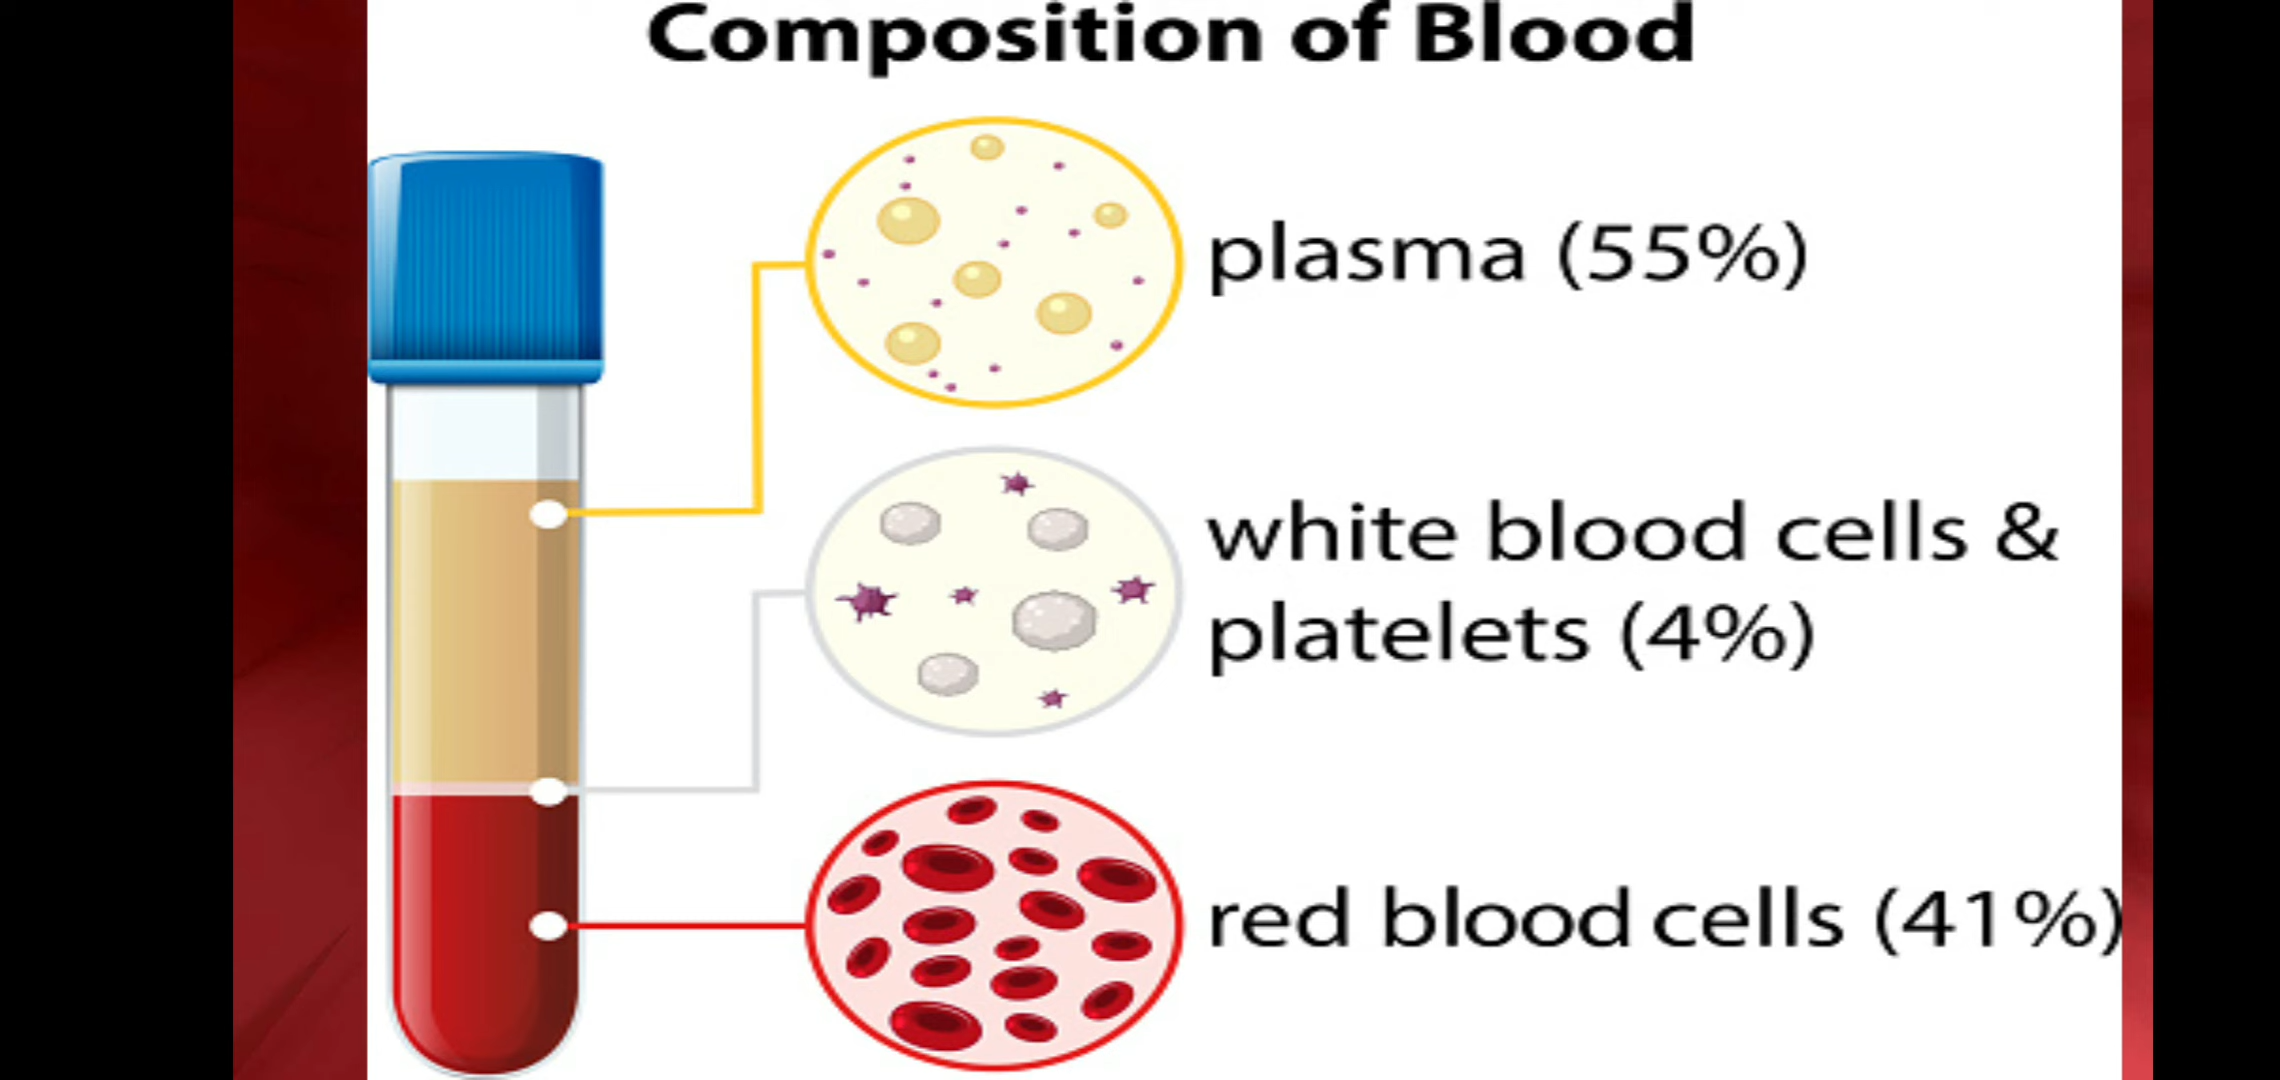 Composition of Blood
plasma (55%)
white blood cells &
platelets (4%)
red blood cells (41%)